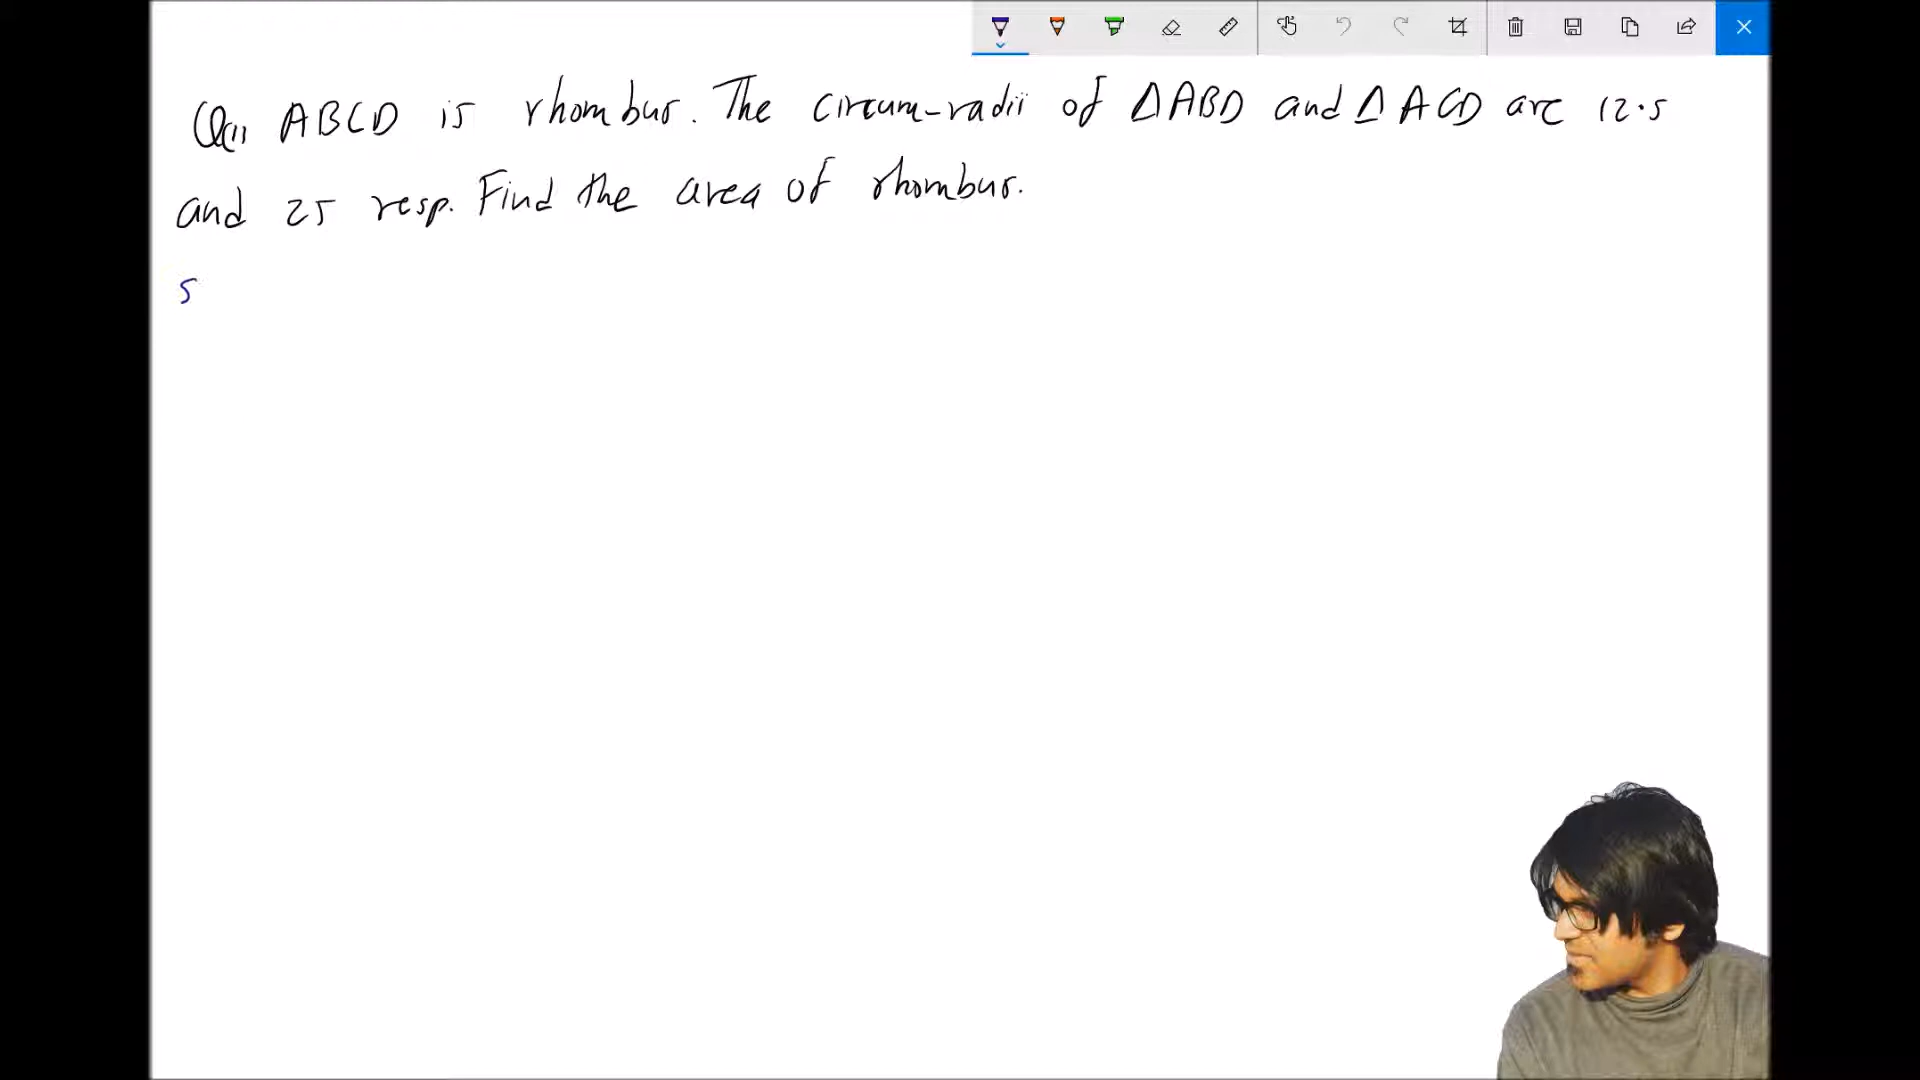 Q11 ABCD is rhombus. The circum-radii of ΔABD and ΔACD are 12.5
and 25 resp. Find the area of rhombus.
S